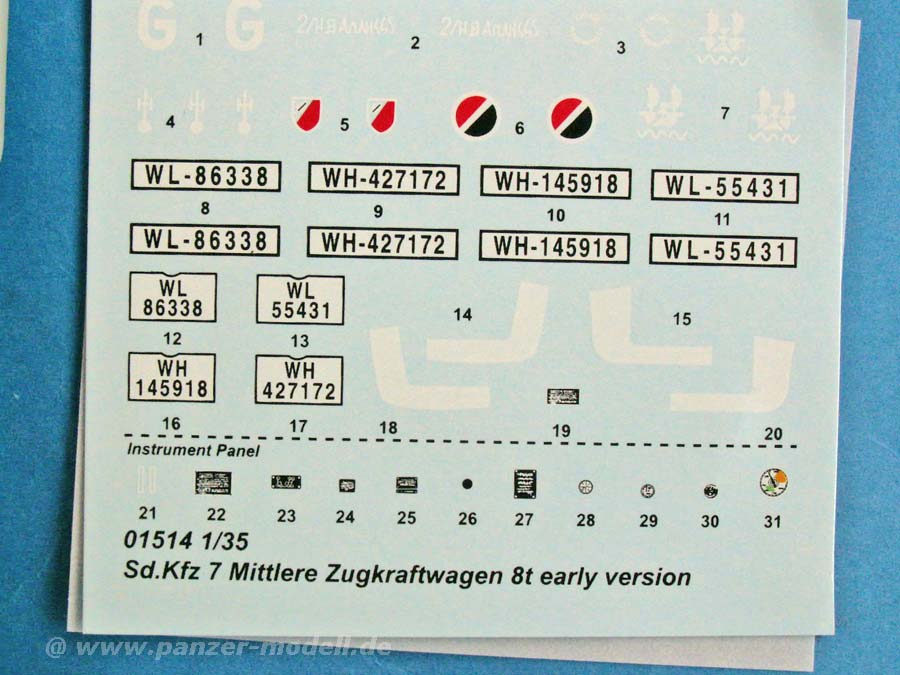 G G
1
2
3
4
5
6
7
WL-86338 WH-427172 WH-145918 WL-55431
8 9 10 11
WL-86338 WH-427172 WH-145918 WL-55431
WL
86338
WL
55431
14
15
12 13
WH
145918
WH
427172
16 17 18 19 20
Instrument Panel
21 22 23 24 25 26 27 28 29 30 31
01514 1/35
Sd.Kfz 7 Mittlere Zugkraftwagen 8t early version
@ www.panzer-modell.de